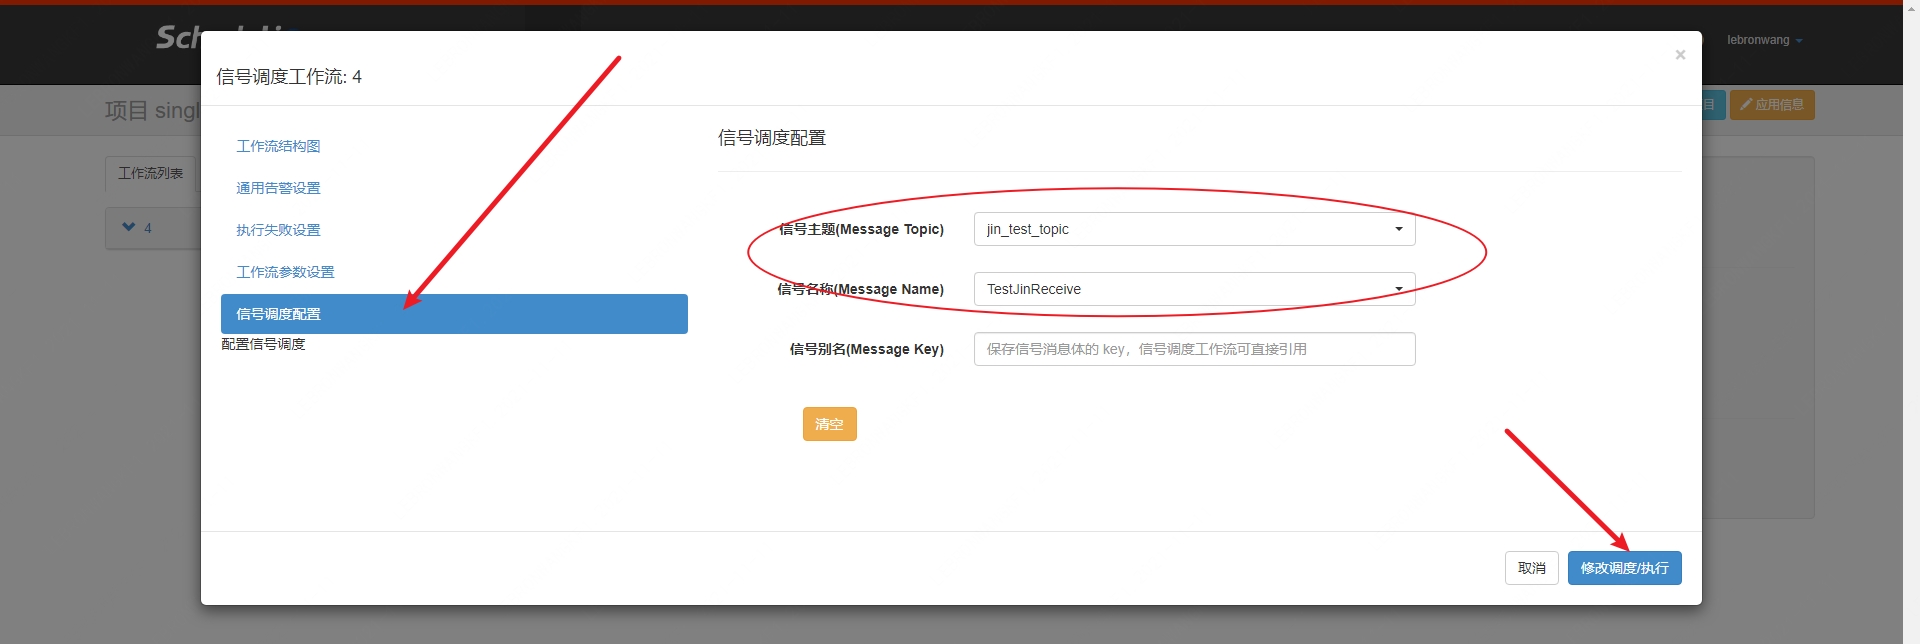 lebronwang
信号调度工作流: 4
×
项目
应用信息
工作流列表
4
工作流结构图
通用告警设置
执行失败设置
工作流参数设置
信号调度配置
配置信号调度
信号调度配置
信号主题(Message Topic) jin_test_topic
信号名称(Message Name) TestJinReceive
信号别名(Message Key) 保存信号消息体的 key，信号调度工作流可直接引用
清空
取消 修改调度/执行